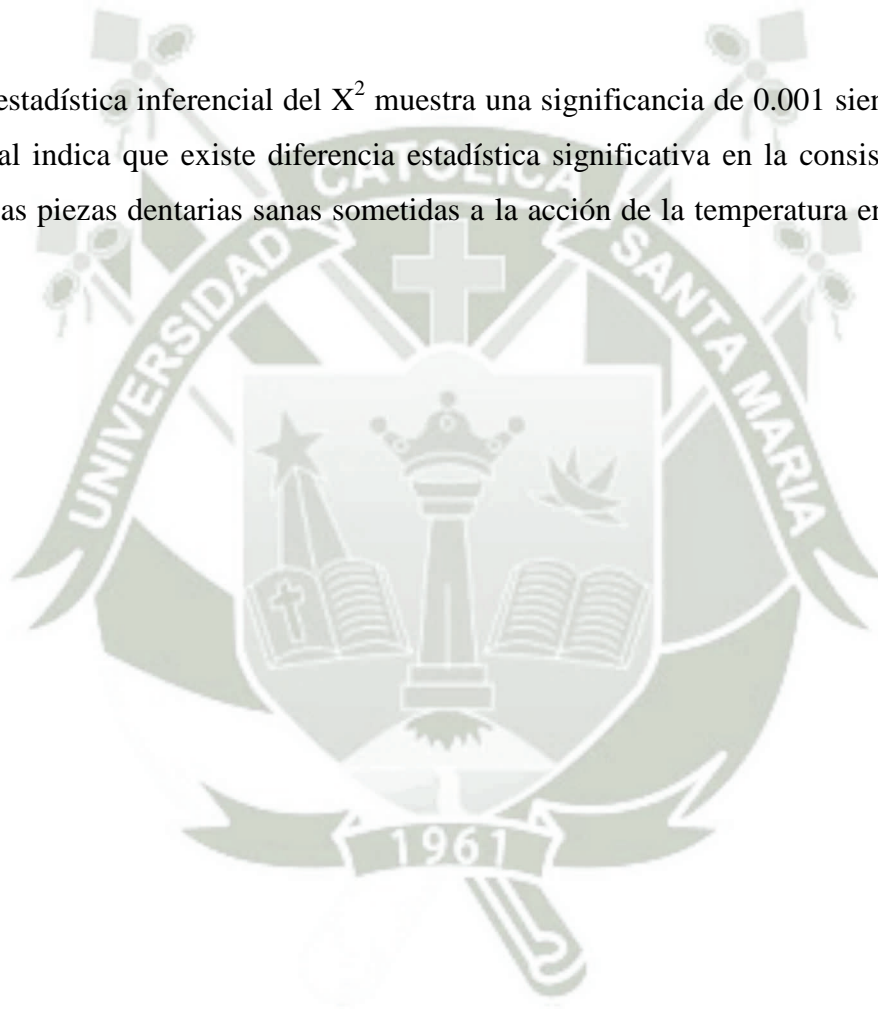 estadística inferencial del X² muestra una significancia de 0.001 sien
al indica que existe diferencia estadística significativa en la consis
as piezas dentarias sanas sometidas a la acción de la temperatura en
UNIVERSIDAD CATOLICA SANTA MARIA
1961